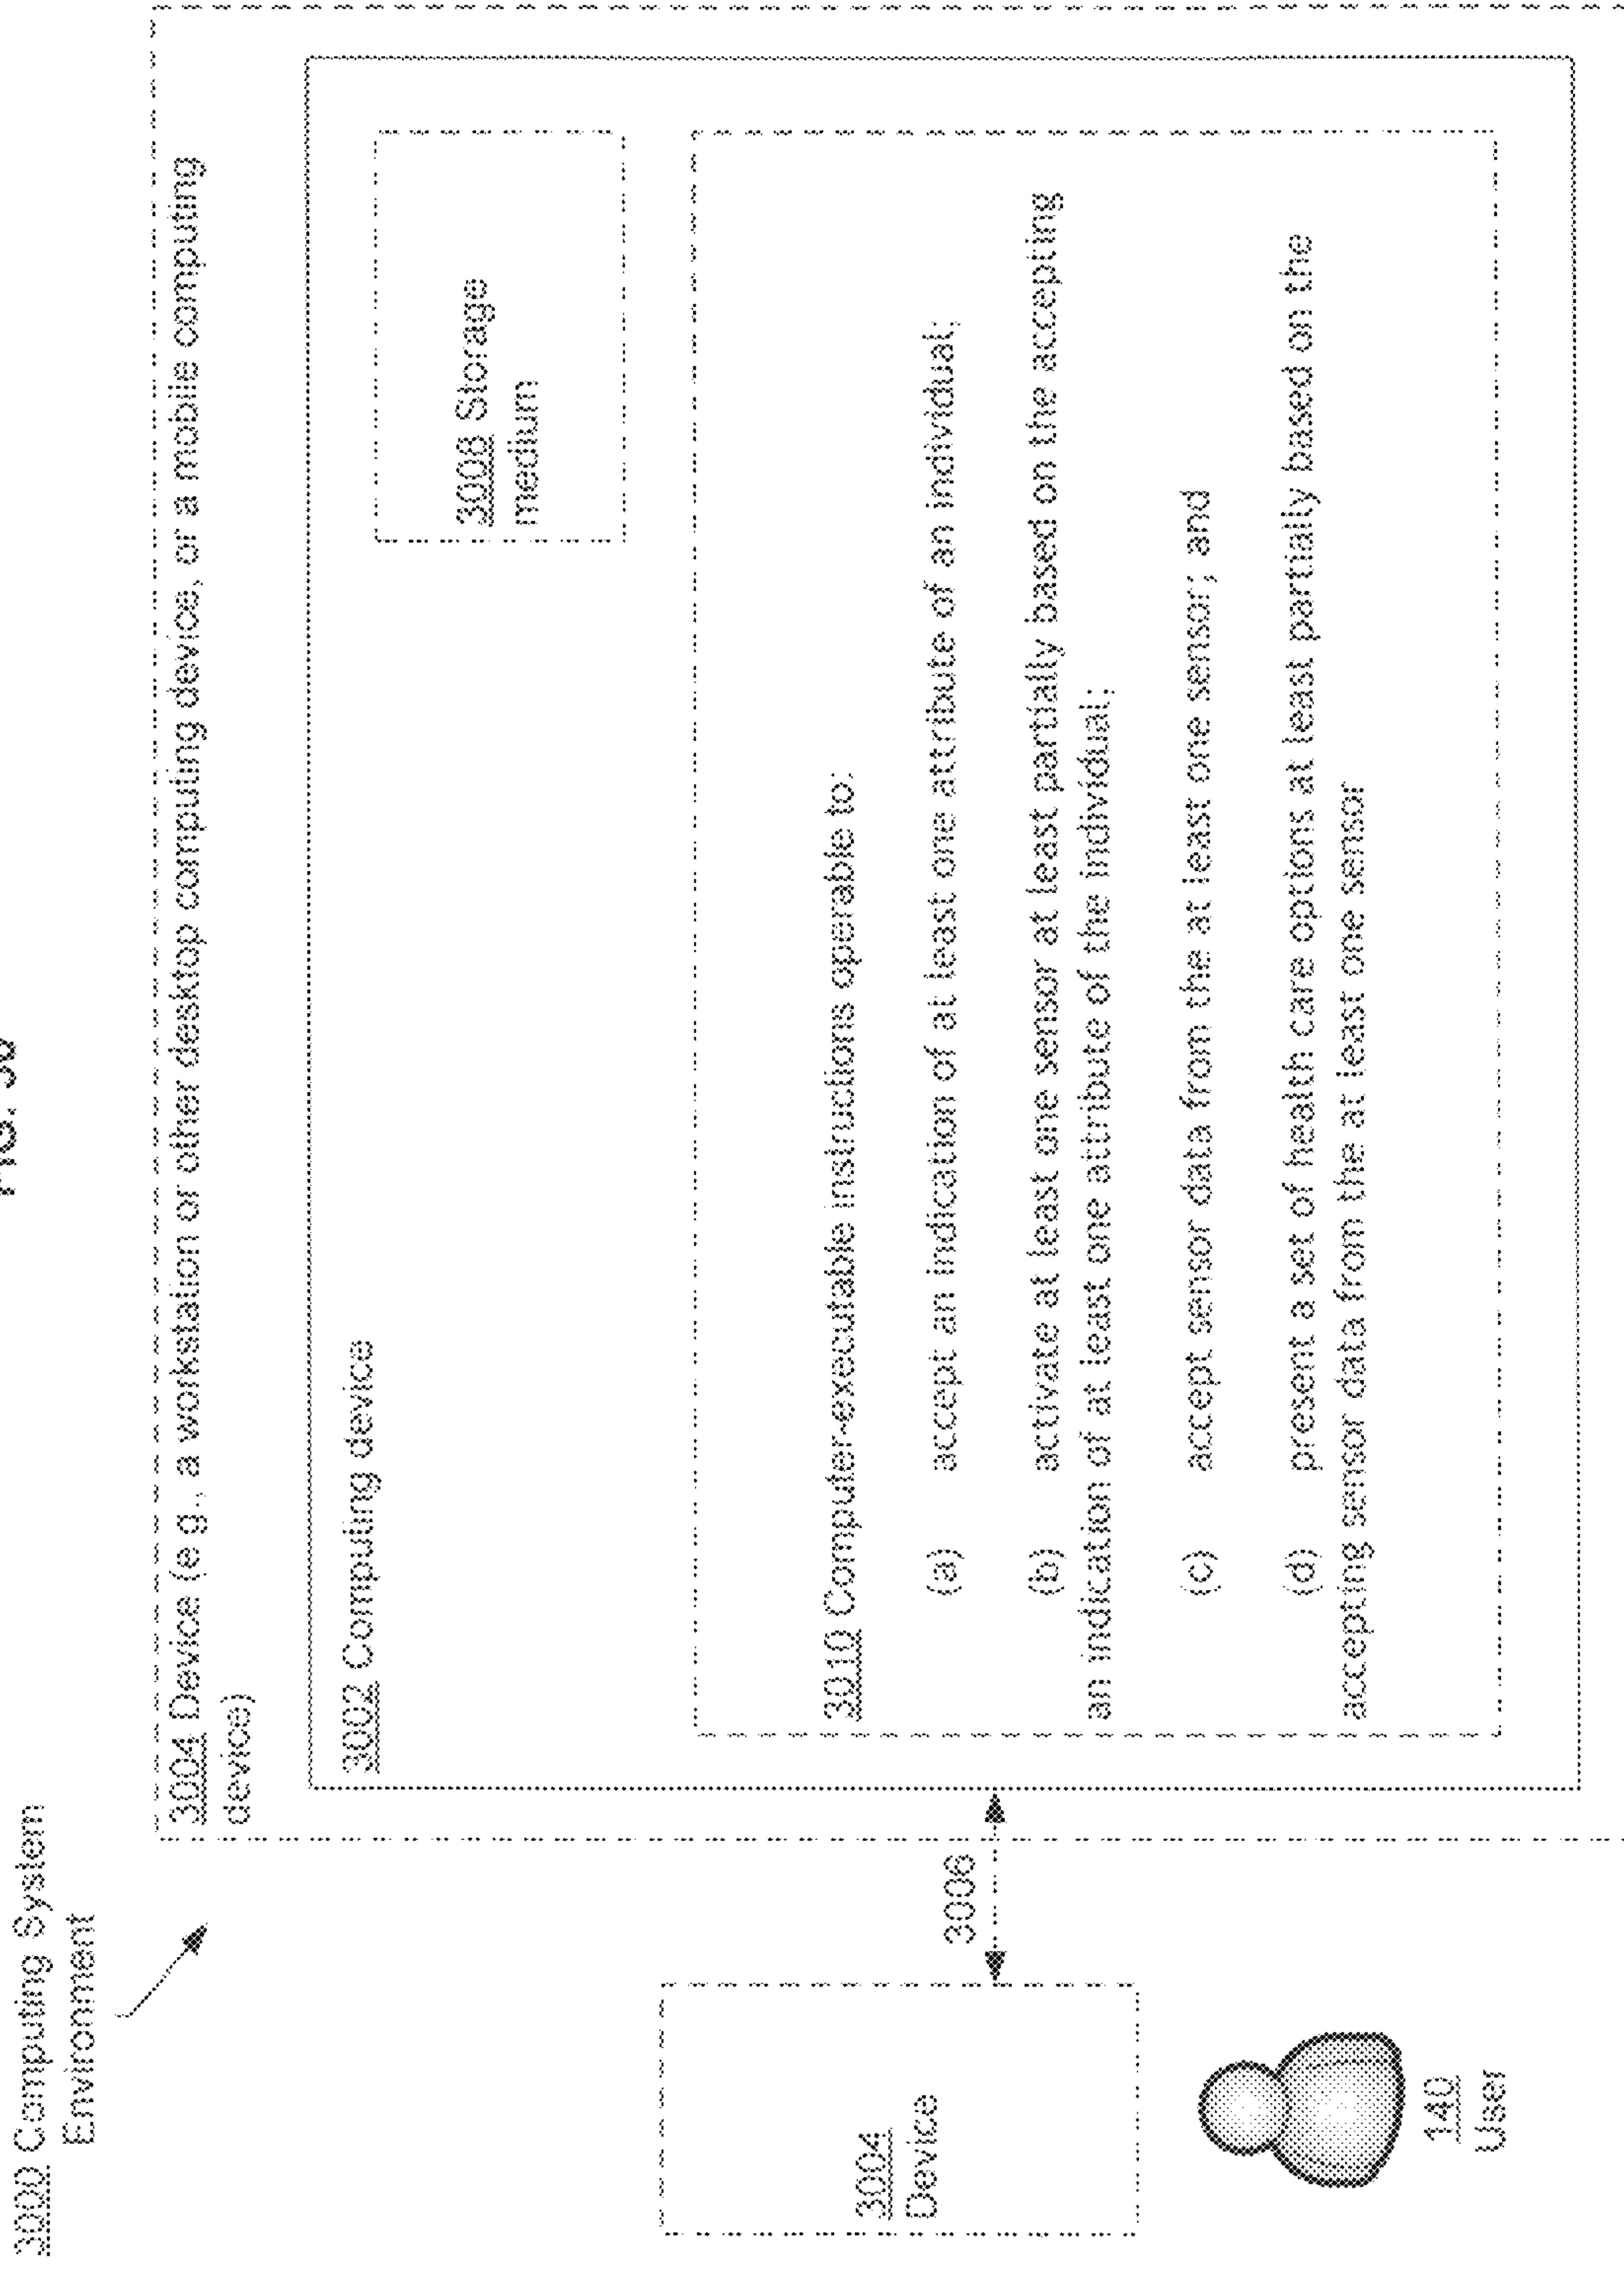 FIG. 30
3000 Computing System
Environment
3004 Device (e.g., a workstation or other desktop computing device, or a mobile computing
device)
3002 Computing device
3008 Storage
medium
3010 Computer-executable instructions operable to:
(a) accept an indication of at least one attribute of an individual;
(b) activate at least one sensor at least partially based on the accepting
an indication of at least one attribute of the individual;
(c) accept sensor data from the at least one sensor; and
(d) present a set of health care options at least partially based on the
accepting sensor data from the at least one sensor
3006
3004
Device
140
User